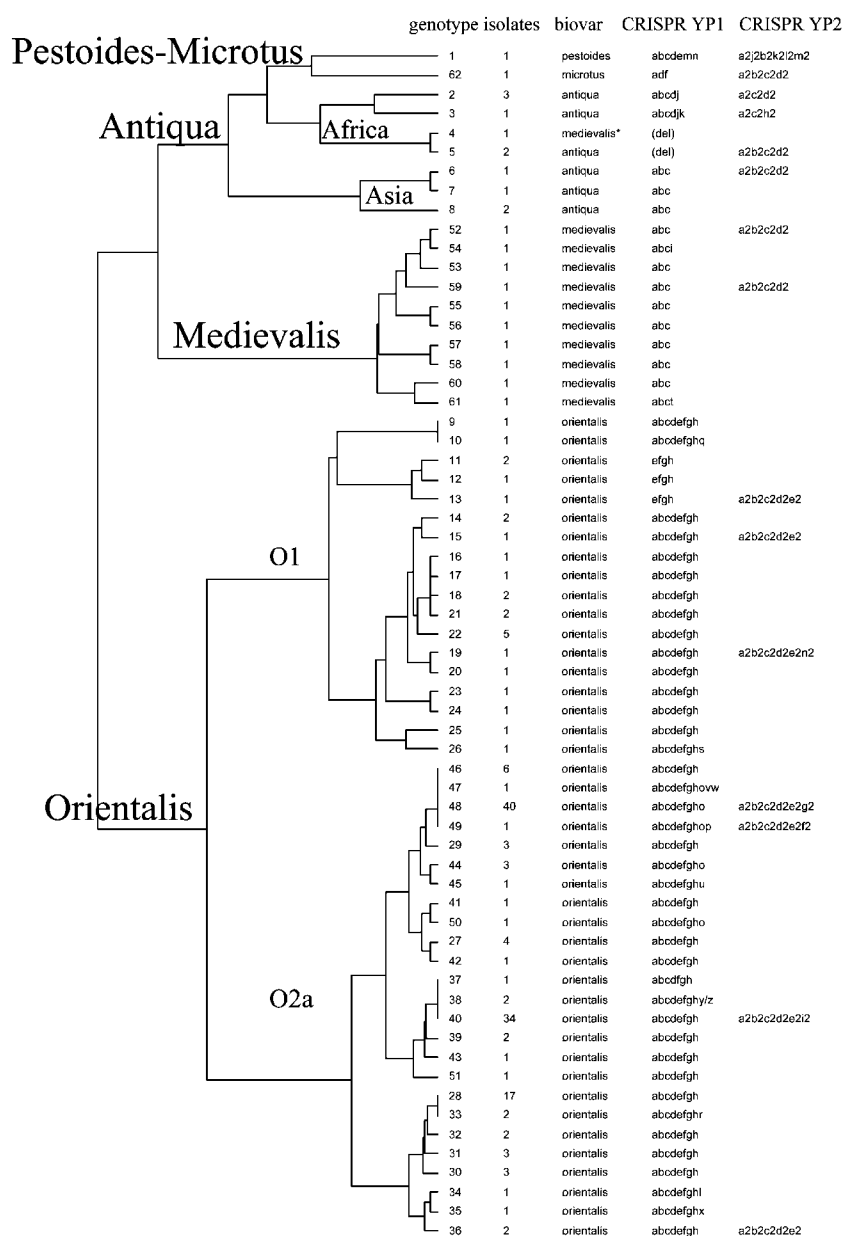 genotype isolates biovar CRISPR YP1 CRISPR YP2
Pestoides-Microtus
1 1 pestoides abcdemn a2j2b2k2l2m2
62 1 microtus adf a2b2c2d2
2 3 antiqua abcdj a2c2d2
3 1 antiqua abcdjk a2c2h2
Antiqua
Africa
4 1 medievalis* (del)
5 2 antiqua (del) a2b2c2d2
6 1 antiqua abc a2b2c2d2
7 1 antiqua abc
Asia
8 2 antiqua abc
52 1 medievalis abc a2b2c2d2
54 1 medievalis abci
53 1 medievalis abc
59 1 medievalis abc a2b2c2d2
55 1 medievalis abc
56 1 medievalis abc
Medievalis
57 1 medievalis abc
58 1 medievalis abc
60 1 medievalis abc
61 1 medievalis abct
9 1 orientalis abcdefgh
10 1 orientalis abcdefghq
11 2 orientalis efgh
12 1 orientalis efgh
13 1 orientalis efgh a2b2c2d2e2
14 2 orientalis abcdefgh
15 1 orientalis abcdefgh a2b2c2d2e2
O1
16 1 orientalis abcdefgh
17 1 orientalis abcdefgh
18 2 orientalis abcdefgh
21 2 orientalis abcdefgh
22 5 orientalis abcdefgh
19 1 orientalis abcdefgh a2b2c2d2e2n2
20 1 orientalis abcdefgh
23 1 orientalis abcdefgh
24 1 orientalis abcdefgh
25 1 orientalis abcdefgh
26 1 orientalis abcdefghs
46 6 orientalis abcdefgh
47 1 orientalis abcdefghovw
Orientalis
48 40 orientalis abcdefgho a2b2c2d2e2g2
49 1 orientalis abcdefghop a2b2c2d2e2f2
29 3 orientalis abcdefgh
44 3 orientalis abcdefgho
45 1 orientalis abcdefghu
41 1 orientalis abcdefgh
50 1 orientalis abcdefgho
27 4 orientalis abcdefgh
42 1 orientalis abcdefgh
37 1 orientalis abcdfgh
O2a
38 2 orientalis abcdefghy/z
40 34 orientalis abcdefgh a2b2c2d2e2i2
39 2 orientalis abcdefgh
43 1 orientalis abcdefgh
51 1 orientalis abcdefgh
28 17 orientalis abcdefgh
33 2 orientalis abcdefghr
32 2 orientalis abcdefgh
31 3 orientalis abcdefgh
30 3 orientalis abcdefgh
34 1 orientalis abcdefghl
35 1 orientalis abcdefghx
36 2 orientalis abcdefgh a2b2c2d2e2